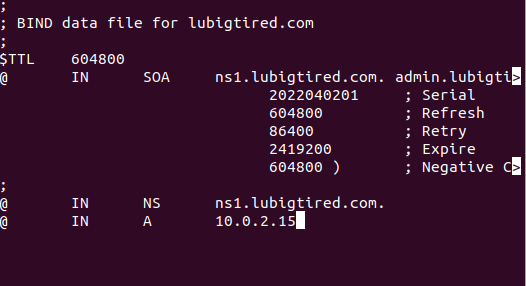 ;
; BIND data file for lubigtired.com
;
$TTL 604800
@ IN SOA ns1.lubigtired.com. admin.lubigti>
2022040201 ; Serial
604800 ; Refresh
86400 ; Retry
2419200 ; Expire
604800 ) ; Negative C>
;
@ IN NS ns1.lubigtired.com.
@ IN A 10.0.2.15